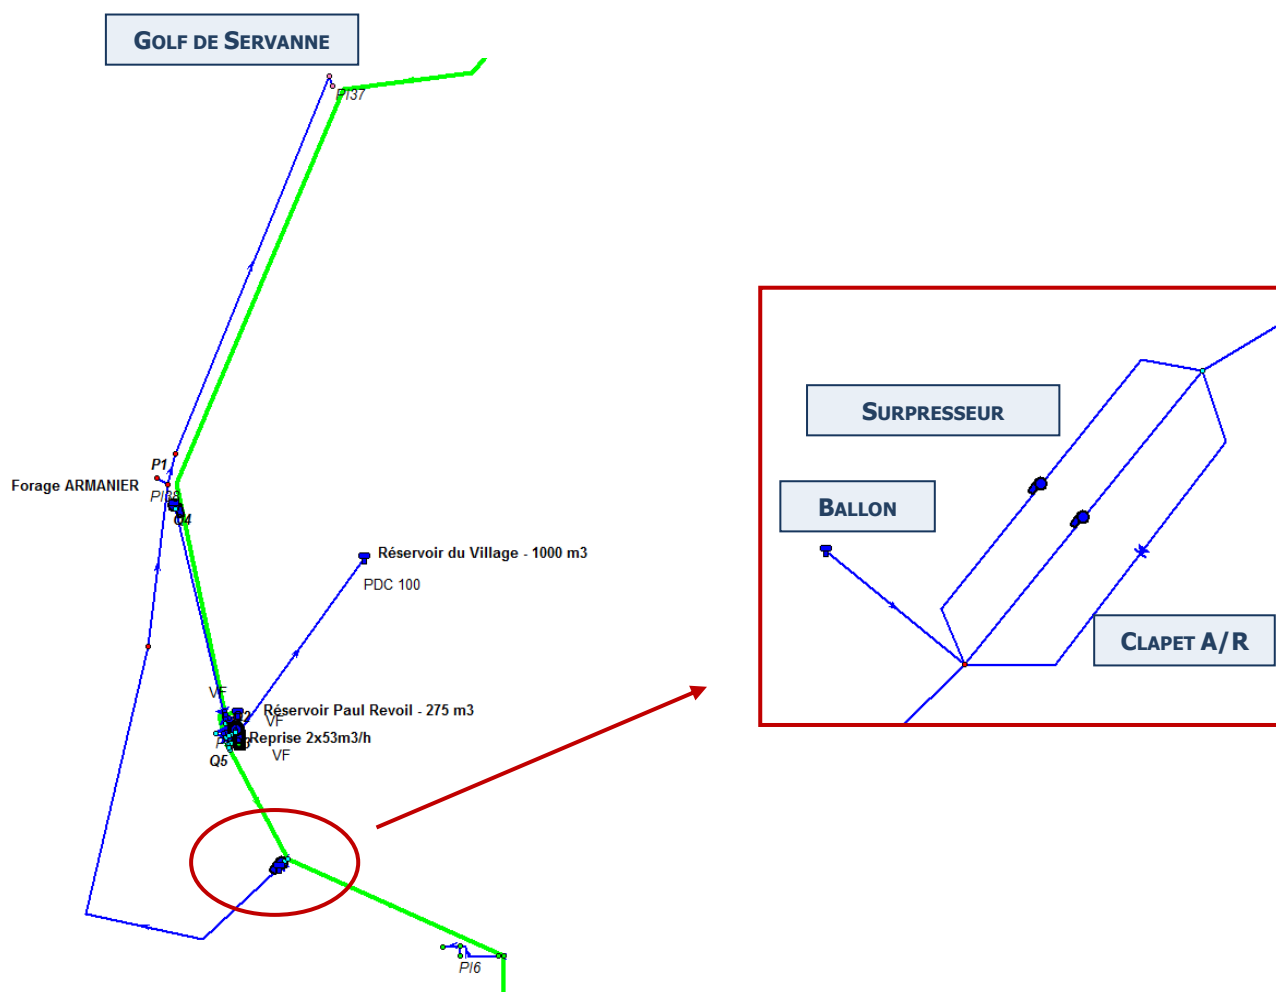 GOLF DE SERVANNE
PI37
P1
Forage ARMANIER
PI38
Q4
Réservoir du Village - 1000 m3
PDC 100
VF
Réservoir Paul Revoil - 275 m3
VF
Reprise 2x53m3/h
Q5
VF
PI6
SURPRESSEUR
BALLON
CLAPET A/R